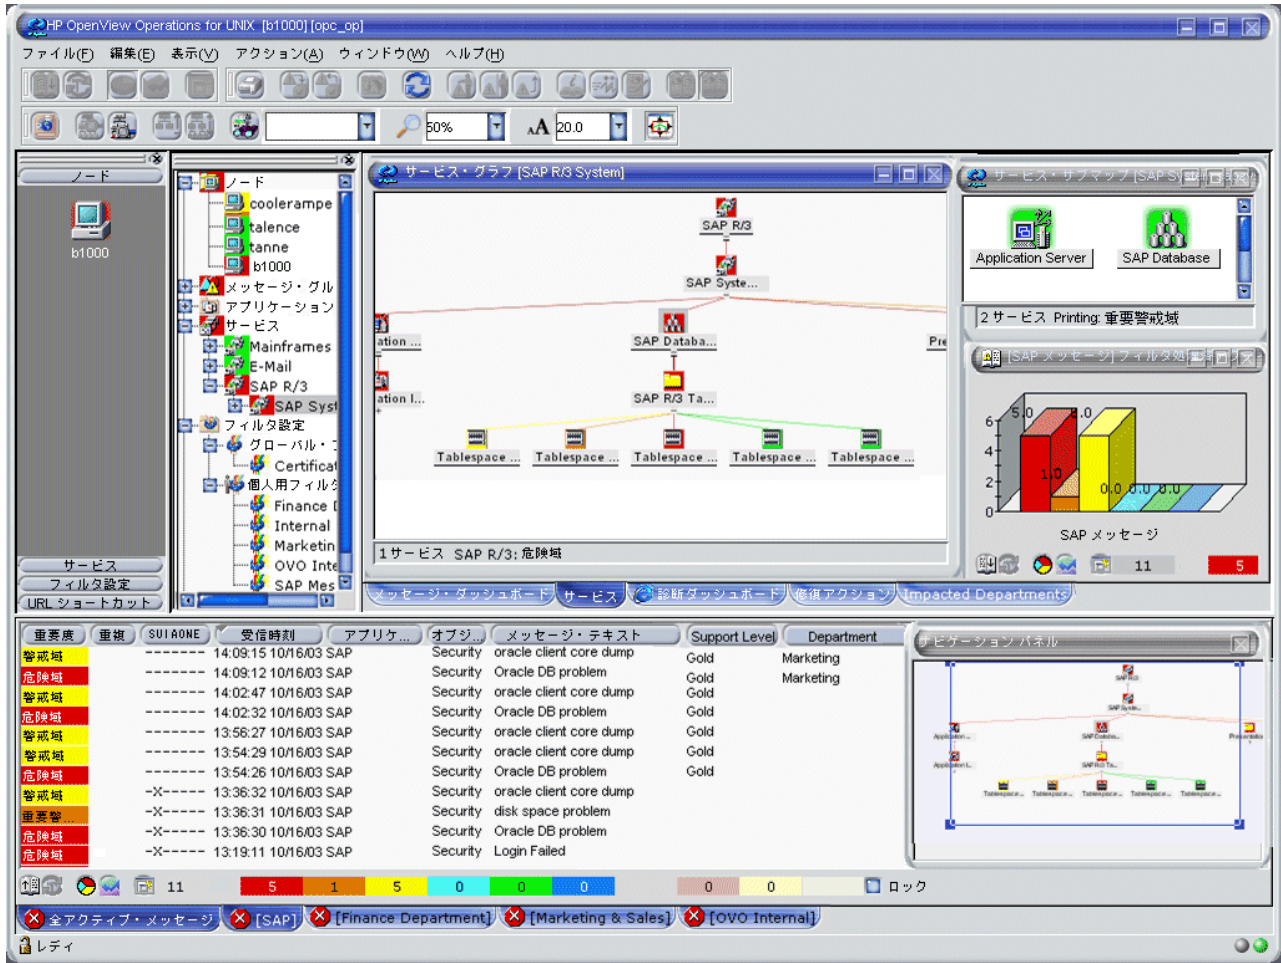 HP OpenView Operations for UNIX [b1000] [opc_op]
ファイル(F) 編集(E) 表示(V) アクション(A) ウィンドウ(W) ヘルプ(H)
50% AA 20.0
ノード
b1000
サービス
フィルタ設定
URL ショートカット
ノード
coolerampe
talence
tanne
b1000
メッセージ・グル
アプリケーション
サービス
Mainframes
E-Mail
SAP R/3
SAP Syst
フィルタ設定
グローバル・
Certificat
個人用フィルタ
Finance
Internal
Marketin
OVO Inte
SAP Mes
サービス・グラフ [SAP R/3 System]
SAP R/3
SAP Syste...
ation ... SAP Databa... Pre
ation I... SAP R/3 Ta...
Tablespace ... Tablespace ... Tablespace ... Tablespace ... Tablespace ...
1 サービス SAP R/3: 危険域
メッセージ・ダッシュボード サービス 診断ダッシュボード 修復アクション Impacted Departments
サービス・サブマップ [SAP
Application Server SAP Database
2 サービス Printing: 重要警戒域
[SAP メッセージ] フィルタ処
6 5.0 5.0
4
2 1.0 0.0 0.0 0.0
0
SAP メッセージ
11 5
重要度 重複 SUIAONE 受信時刻 アプリケ... オブジ... メッセージ・テキスト Support Level Department
警戒域 ------- 14:09:15 10/16/03 SAP Security oracle client core dump Gold Marketing
危険域 ------- 14:09:12 10/16/03 SAP Security Oracle DB problem Gold Marketing
警戒域 ------- 14:02:47 10/16/03 SAP Security oracle client core dump Gold
危険域 ------- 14:02:32 10/16/03 SAP Security Oracle DB problem Gold
警戒域 ------- 13:56:27 10/16/03 SAP Security oracle client core dump Gold
警戒域 ------- 13:54:29 10/16/03 SAP Security oracle client core dump Gold
危険域 ------- 13:54:26 10/16/03 SAP Security Oracle DB problem Gold
警戒域 -X----- 13:36:32 10/16/03 SAP Security oracle client core dump
重要警... -X----- 13:36:31 10/16/03 SAP Security disk space problem
危険域 -X----- 13:36:30 10/16/03 SAP Security Oracle DB problem
危険域 -X----- 13:19:11 10/16/03 SAP Security Login Failed
ナビゲーション パネル
SAP R/3
SAP Syste...
Application ... SAP Databa... Presentatio
Application I... SAP R/3 Ta...
Tablespace ... Tablespace ... Tablespace ... Tablespace ... Tablespace ...
11 5 1 5 0 0 0 0 0 ロック
全アクティブ・メッセージ [SAP] [Finance Department] [Marketing & Sales] [OVO Internal]
レディ